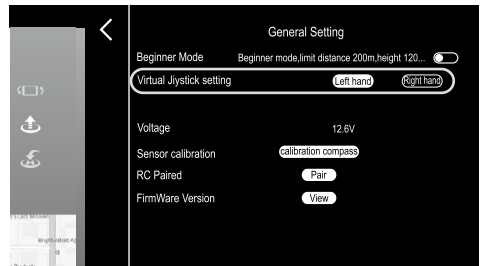 General Setting
Beginner Mode Beginner mode,limit distance 200m,height 120...
Virtual Jiystick setting Left hand Right hand
Voltage 12.6V
Sensor calibration calibration compass
RC Paired Pair
FirmWare Version View